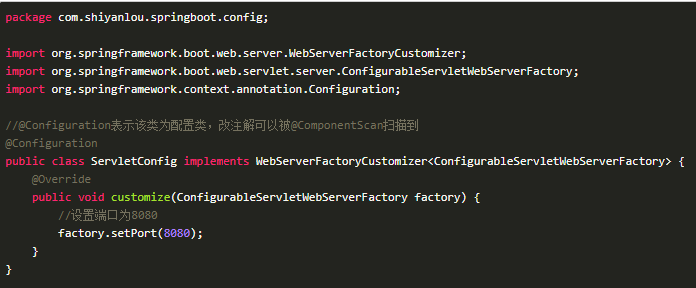 package com.shiyanlou.springboot.config;
import org.springframework.boot.web.server.WebServerFactoryCustomizer;
import org.springframework.boot.web.servlet.server.ConfigurableServletWebServerFactory;
import org.springframework.context.annotation.Configuration;
//@Configuration表示该类为配置类，改注解可以被@ComponentScan扫描到
@Configuration
public class ServletConfig implements WebServerFactoryCustomizer<ConfigurableServletWebServerFactory> {
@Override
public void customize(ConfigurableServletWebServerFactory factory) {
//设置端口为8080
factory.setPort(8080);
}
}